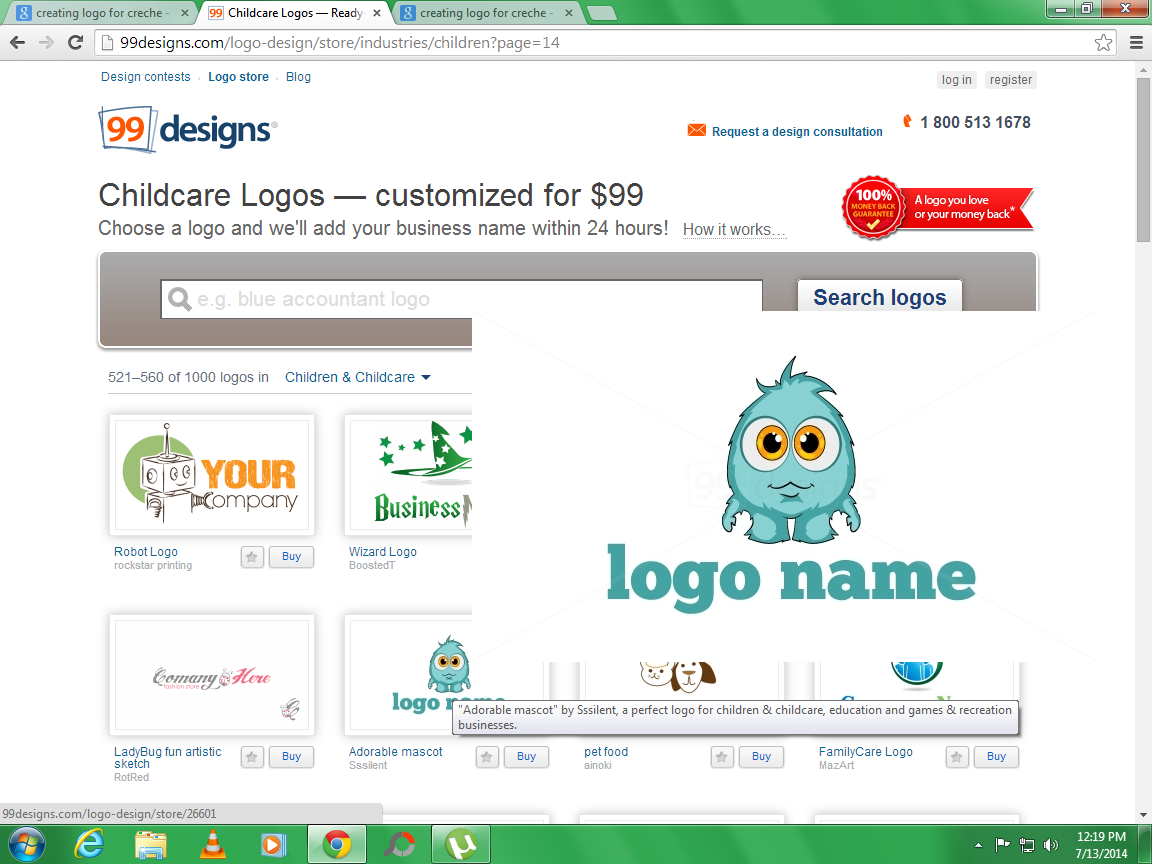 creating logo for creche -
Childcare Logos — Ready
creating logo for creche -
99designs.com/logo-design/store/industries/children?page=14
Design contests
Logo store
Blog
log in
register
99designs®
Request a design consultation
1 800 513 1678
Childcare Logos — customized for $99
Choose a logo and we'll add your business name within 24 hours!
How it works...
100%
MONEY BACK
GUARANTEE
A logo you love
or your money back*
e.g. blue accountant logo
Search logos
521–560 of 1000 logos in
Children & Childcare
YOUR
Company
Business
logo name
Robot Logo
rockstar printing
Buy
Wizard Logo
BoostedT
Comany Here
fashion store
logo name
"Adorable mascot" by Sssilent, a perfect logo for children & childcare, education and games & recreation
businesses.
LadyBug fun artistic
sketch
RotRed
Buy
Adorable mascot
Sssilent
Buy
pet food
ainoki
Buy
FamilyCare Logo
MazArt
Buy
99designs.com/logo-design/store/26601
12:19 PM
7/13/2014